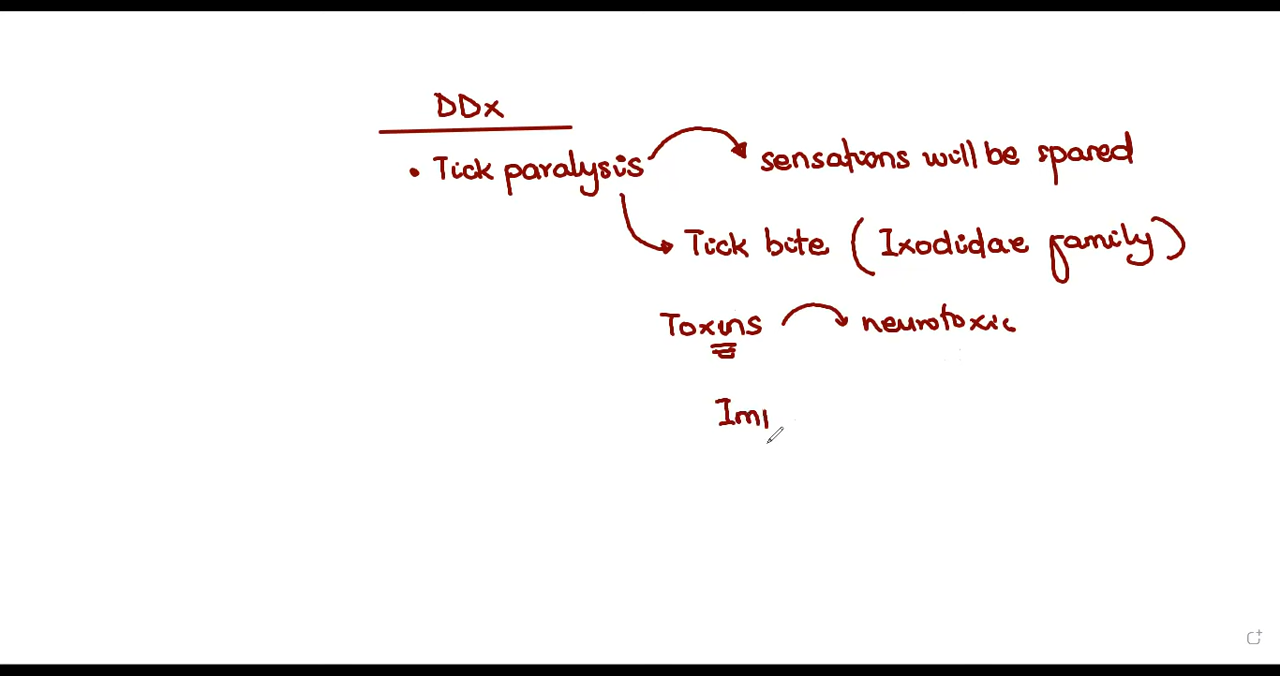 DDx
• Tick paralysis sensations will be spared
Tick bite (Ixodidae family)
Toxins neurotoxic